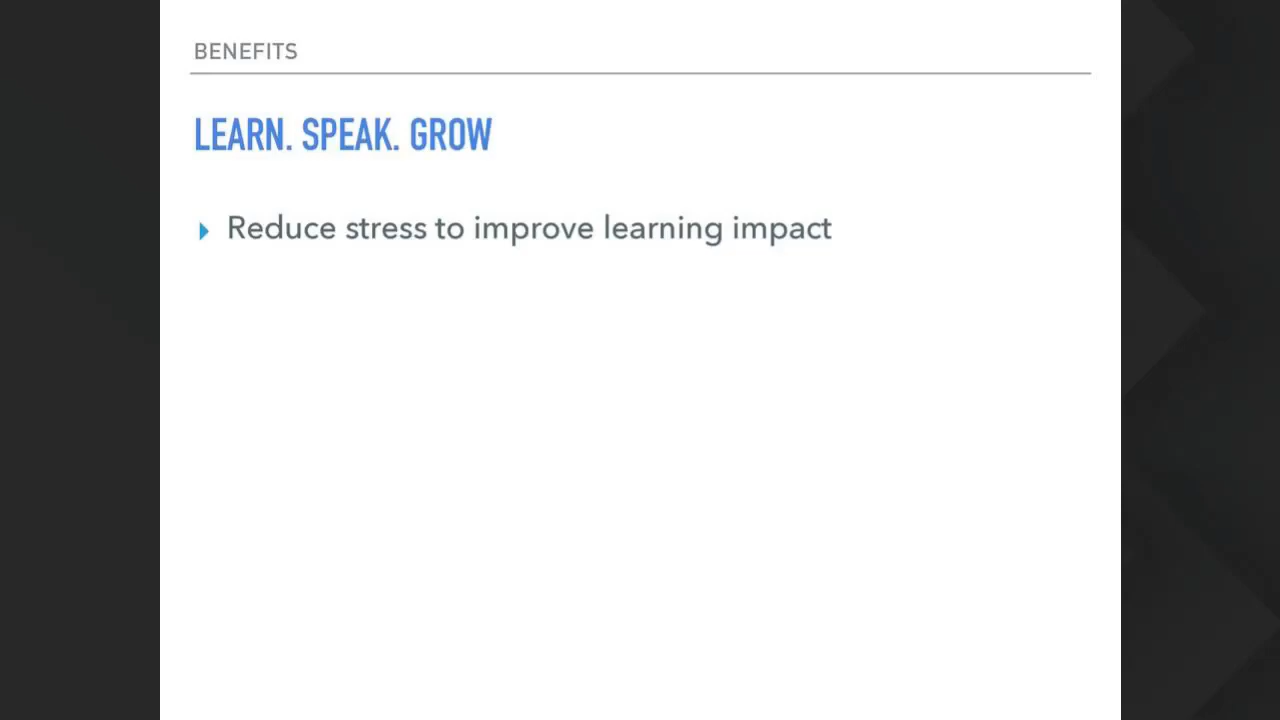 BENEFITS
LEARN. SPEAK. GROW
Reduce stress to improve learning impact